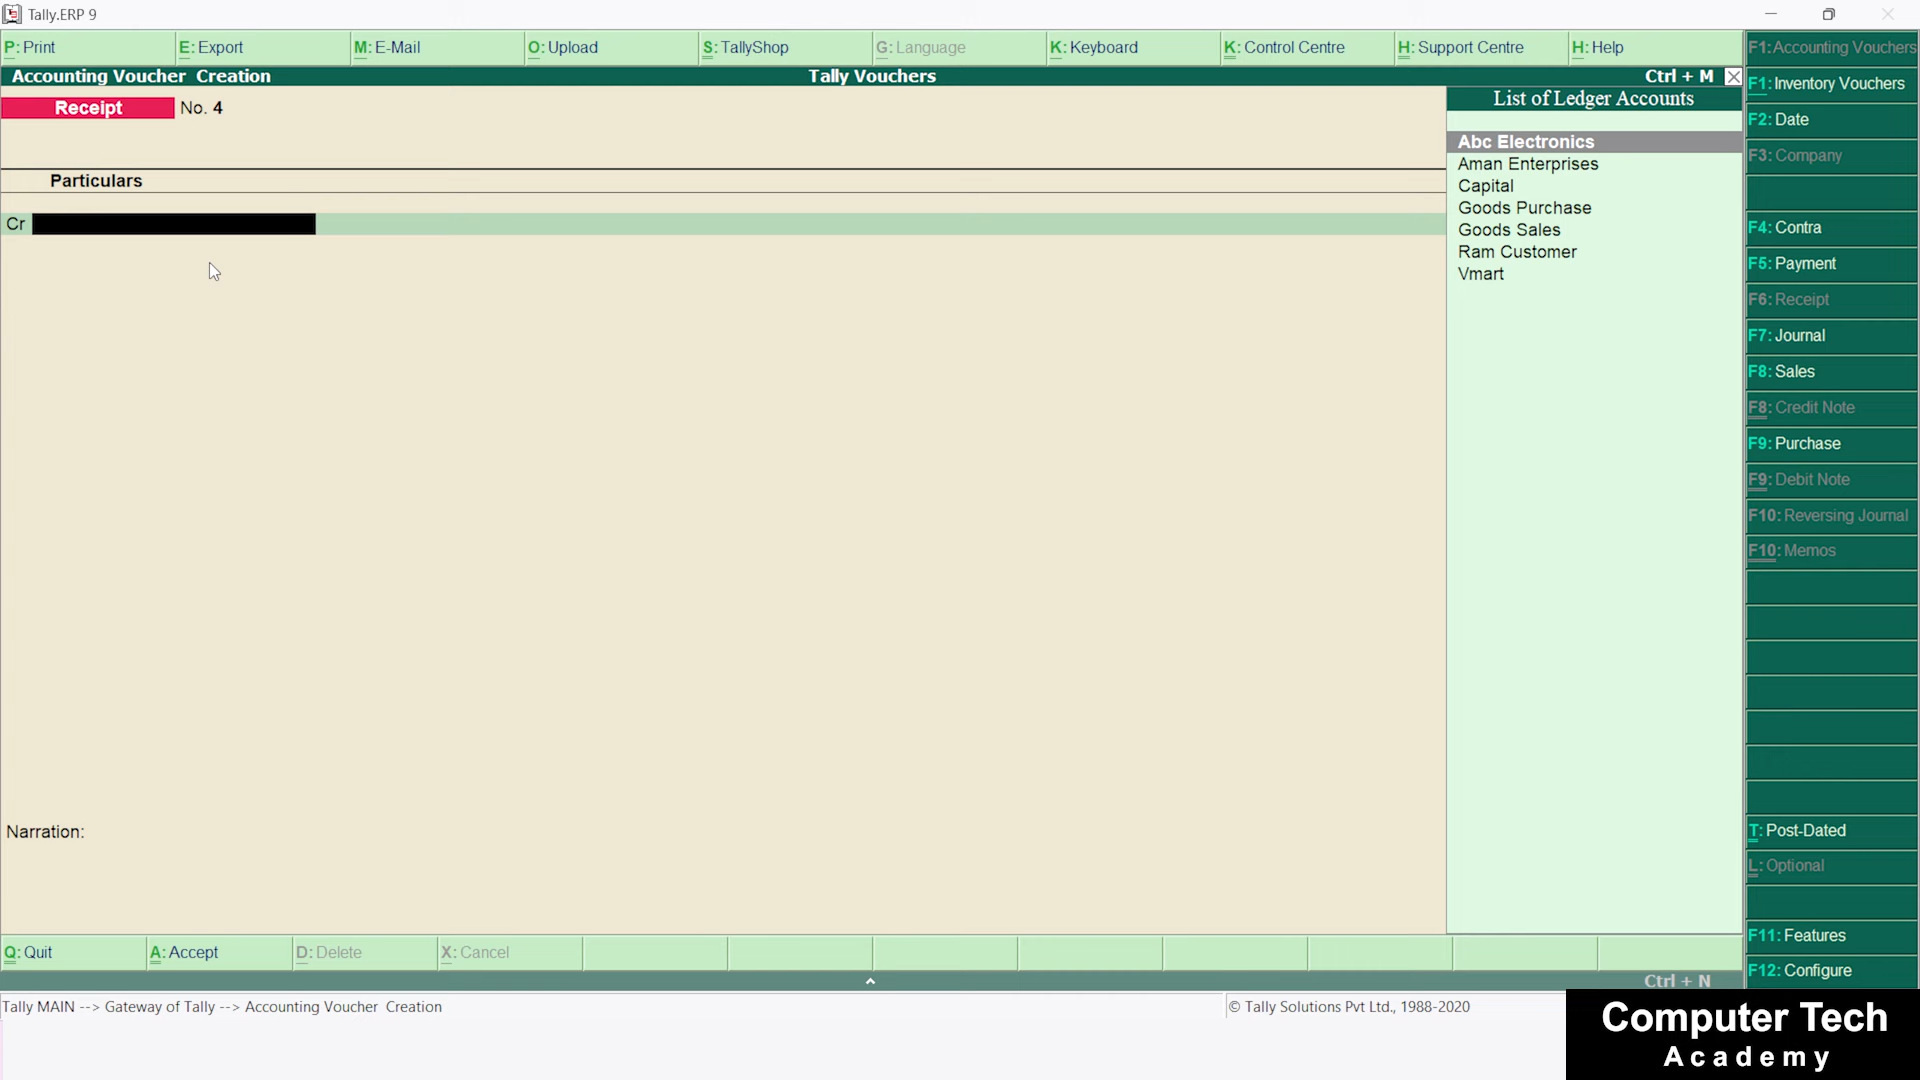 Tally.ERP 9
P: Print
E: Export
M: E-Mail
O: Upload
S: TallyShop
G: Language
K: Keyboard
K: Control Centre
H: Support Centre
H: Help
Accounting Voucher Creation
Tally Vouchers
Ctrl + M
Receipt
No. 4
Particulars
Cr
Narration:
List of Ledger Accounts
Abc Electronics
Aman Enterprises
Capital
Goods Purchase
Goods Sales
Ram Customer
Vmart
F1: Accounting Vouchers
F1: Inventory Vouchers
F2: Date
F3: Company
F4: Contra
F5: Payment
F6: Receipt
F7: Journal
F8: Sales
F8: Credit Note
F9: Purchase
F9: Debit Note
F10: Reversing Journal
F10: Memos
T: Post-Dated
L: Optional
F11: Features
F12: Configure
Q: Quit
A: Accept
D: Delete
X: Cancel
Ctrl + N
Tally MAIN --> Gateway of Tally --> Accounting Voucher Creation
© Tally Solutions Pvt Ltd., 1988-2020
Computer Tech
Academy